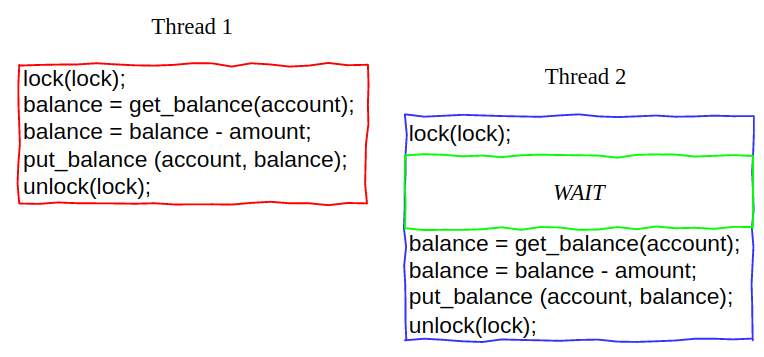 Thread 1
lock(lock);
balance = get_balance(account);
balance = balance - amount;
put_balance (account, balance);
unlock(lock);
Thread 2
lock(lock);
WAIT
balance = get_balance(account);
balance = balance - amount;
put_balance (account, balance);
unlock(lock);